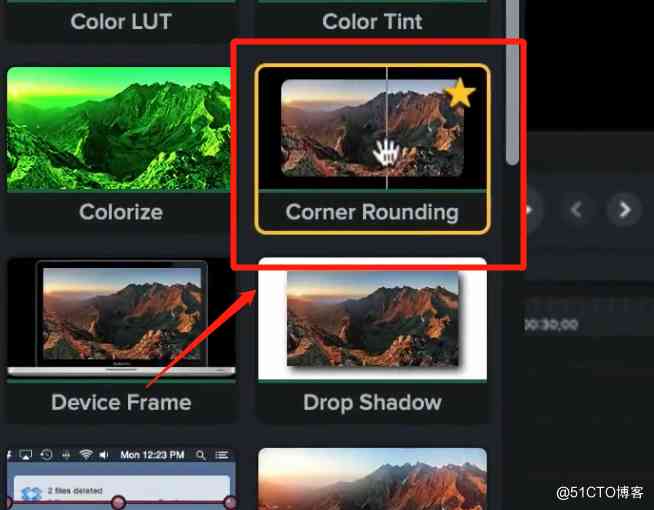 Color LUT
Color Tint
Colorize
Corner Rounding
Device Frame
Drop Shadow
Mon 12:23 PM
2 files deleted
00:30;00
@51CTO博客